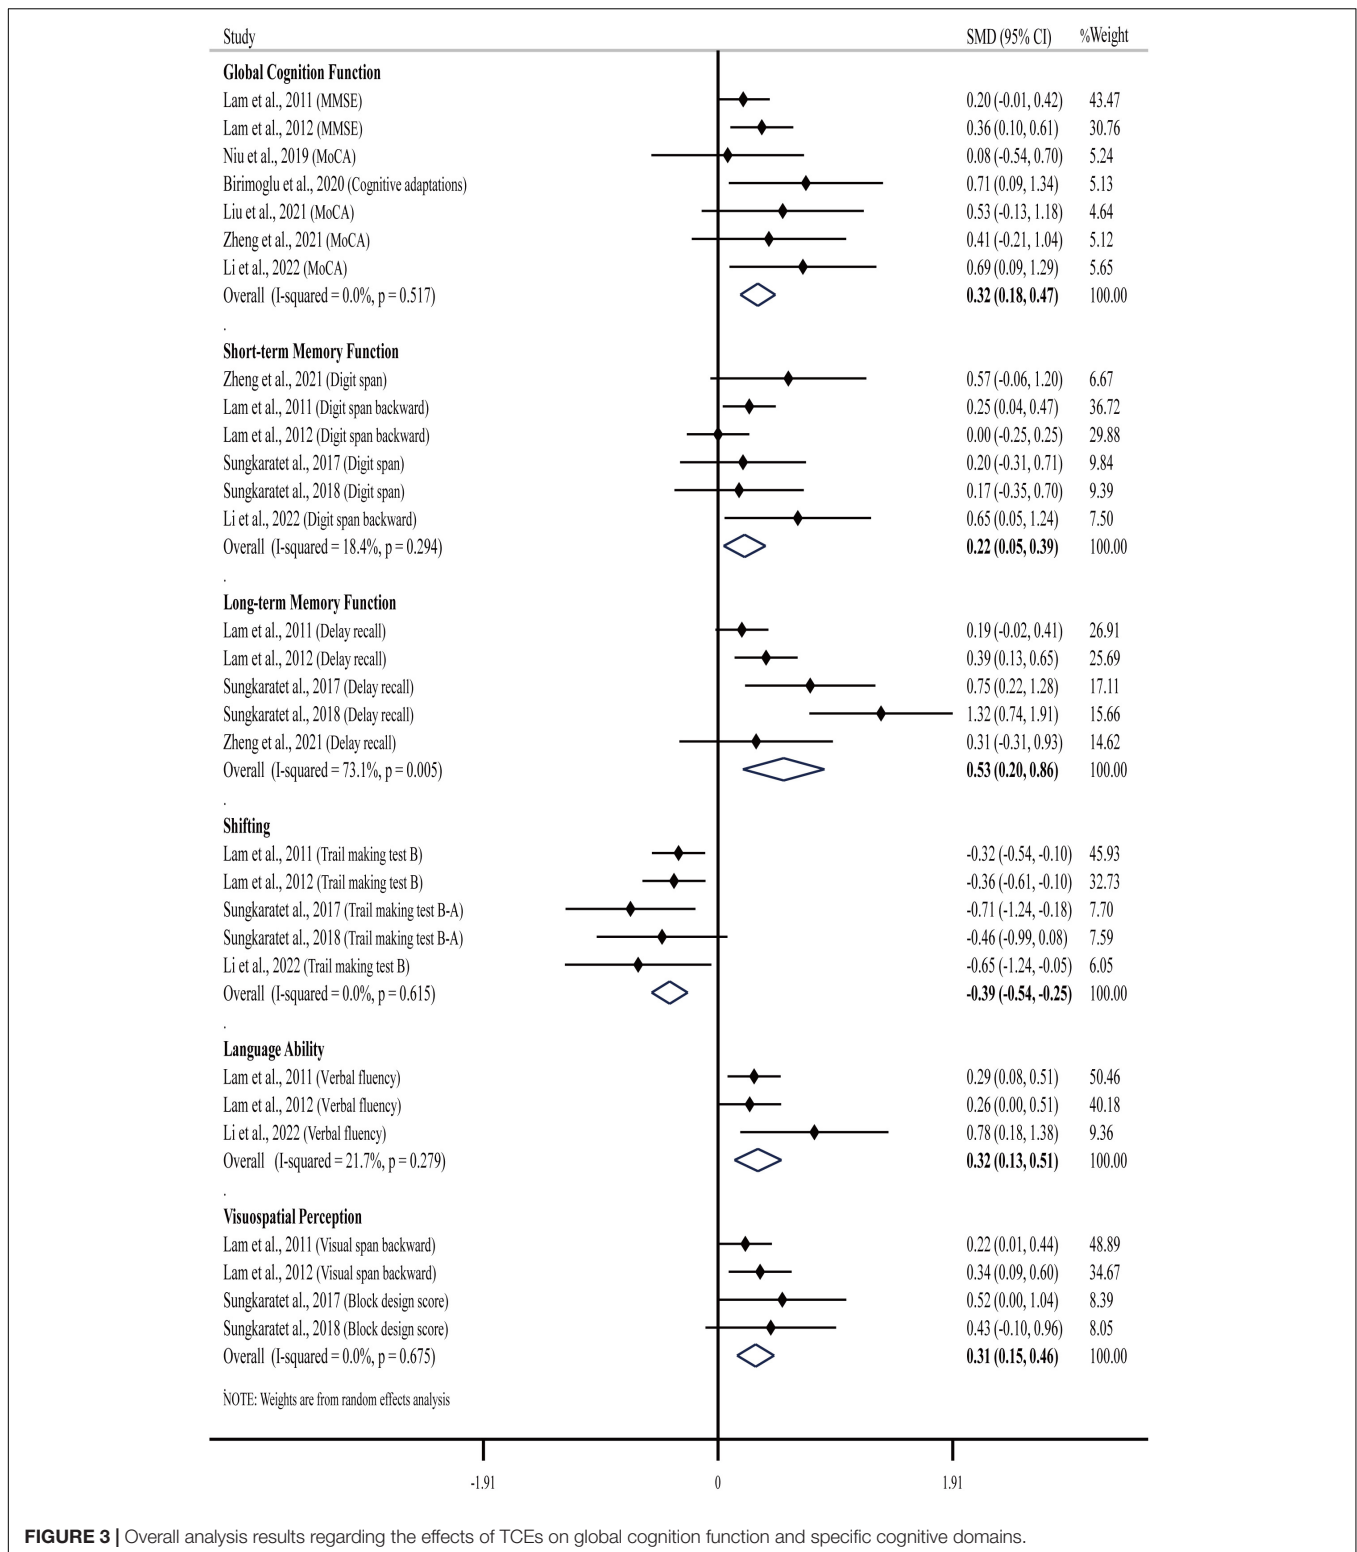 Study SMD (95% CI) %Weight
Global Cognition Function
Lam et al., 2011 (MMSE) 0.20 (-0.01, 0.42) 43.47
Lam et al., 2012 (MMSE) 0.36 (0.10, 0.61) 30.76
Niu et al., 2019 (MoCA) 0.08 (-0.54, 0.70) 5.24
Birimoglu et al., 2020 (Cognitive adaptations) 0.71 (0.09, 1.34) 5.13
Liu et al., 2021 (MoCA) 0.53 (-0.13, 1.18) 4.64
Zheng et al., 2021 (MoCA) 0.41 (-0.21, 1.04) 5.12
Li et al., 2022 (MoCA) 0.69 (0.09, 1.29) 5.65
Overall (I-squared = 0.0%, p = 0.517) 0.32 (0.18, 0.47) 100.00
.
Short-term Memory Function
Zheng et al., 2021 (Digit span) 0.57 (-0.06, 1.20) 6.67
Lam et al., 2011 (Digit span backward) 0.25 (0.04, 0.47) 36.72
Lam et al., 2012 (Digit span backward) 0.00 (-0.25, 0.25) 29.88
Sungkaratet al., 2017 (Digit span) 0.20 (-0.31, 0.71) 9.84
Sungkaratet al., 2018 (Digit span) 0.17 (-0.35, 0.70) 9.39
Li et al., 2022 (Digit span backward) 0.65 (0.05, 1.24) 7.50
Overall (I-squared = 18.4%, p = 0.294) 0.22 (0.05, 0.39) 100.00
.
Long-term Memory Function
Lam et al., 2011 (Delay recall) 0.19 (-0.02, 0.41) 26.91
Lam et al., 2012 (Delay recall) 0.39 (0.13, 0.65) 25.69
Sungkaratet al., 2017 (Delay recall) 0.75 (0.22, 1.28) 17.11
Sungkaratet al., 2018 (Delay recall) 1.32 (0.74, 1.91) 15.66
Zheng et al., 2021 (Delay recall) 0.31 (-0.31, 0.93) 14.62
Overall (I-squared = 73.1%, p = 0.005) 0.53 (0.20, 0.86) 100.00
.
Shifting
Lam et al., 2011 (Trail making test B) -0.32 (-0.54, -0.10) 45.93
Lam et al., 2012 (Trail making test B) -0.36 (-0.61, -0.10) 32.73
Sungkaratet al., 2017 (Trail making test B-A) -0.71 (-1.24, -0.18) 7.70
Sungkaratet al., 2018 (Trail making test B-A) -0.46 (-0.99, 0.08) 7.59
Li et al., 2022 (Trail making test B) -0.65 (-1.24, -0.05) 6.05
Overall (I-squared = 0.0%, p = 0.615) -0.39 (-0.54, -0.25) 100.00
.
Language Ability
Lam et al., 2011 (Verbal fluency) 0.29 (0.08, 0.51) 50.46
Lam et al., 2012 (Verbal fluency) 0.26 (0.00, 0.51) 40.18
Li et al., 2022 (Verbal fluency) 0.78 (0.18, 1.38) 9.36
Overall (I-squared = 21.7%, p = 0.279) 0.32 (0.13, 0.51) 100.00
.
Visuospatial Perception
Lam et al., 2011 (Visual span backward) 0.22 (0.01, 0.44) 48.89
Lam et al., 2012 (Visual span backward) 0.34 (0.09, 0.60) 34.67
Sungkaratet al., 2017 (Block design score) 0.52 (0.00, 1.04) 8.39
Sungkaratet al., 2018 (Block design score) 0.43 (-0.10, 0.96) 8.05
Overall (I-squared = 0.0%, p = 0.675) 0.31 (0.15, 0.46) 100.00
.
NOTE: Weights are from random effects analysis
-1.91 0 1.91
FIGURE 3 | Overall analysis results regarding the effects of TCEs on global cognition function and specific cognitive domains.